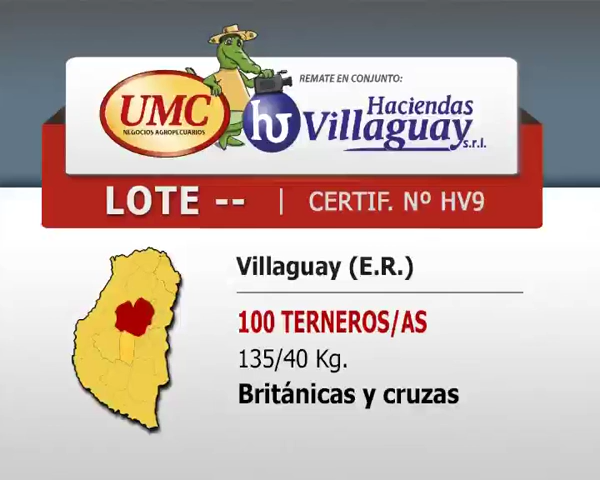 UMC
NEGOCIOS AGROPECUARIOS
REMATE EN CONJUNTO:
hv
Haciendas
Villaguay
s.r.l.
LOTE -- | CERTIF. Nº HV9
Villaguay (E.R.)
100 TERNEROS/AS
135/40 Kg.
Británicas y cruzas